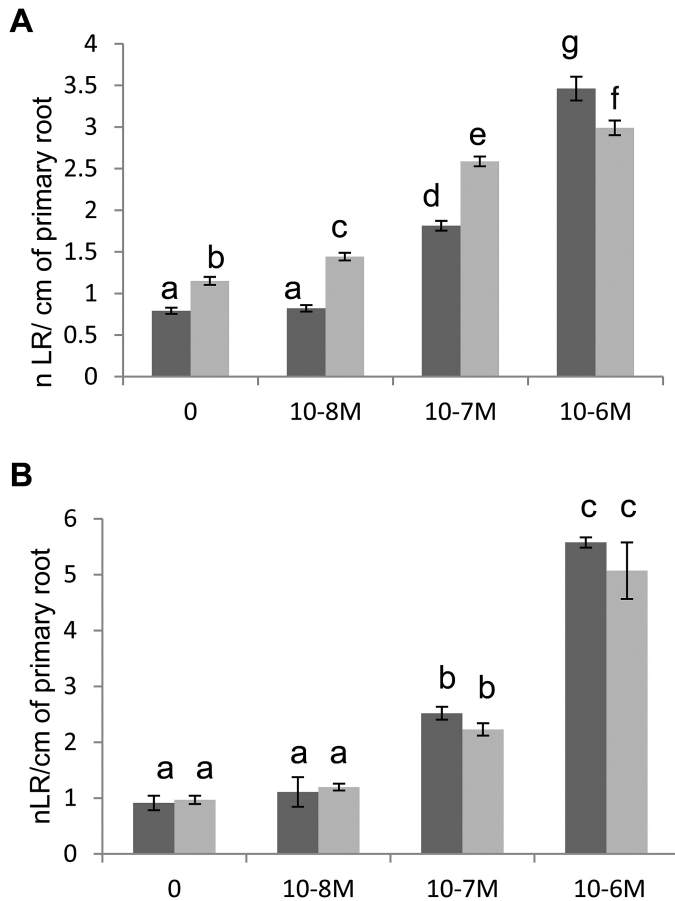 A
n LR/ cm of primary root
4
3.5
3
2.5
2
1.5
1
0.5
0
a b
a c
d e
g f
0 10-8M 10-7M 10-6M
B
nLR/cm of primary root
6
5
4
3
2
1
0
a a
a a
b b
c c
0 10-8M 10-7M 10-6M